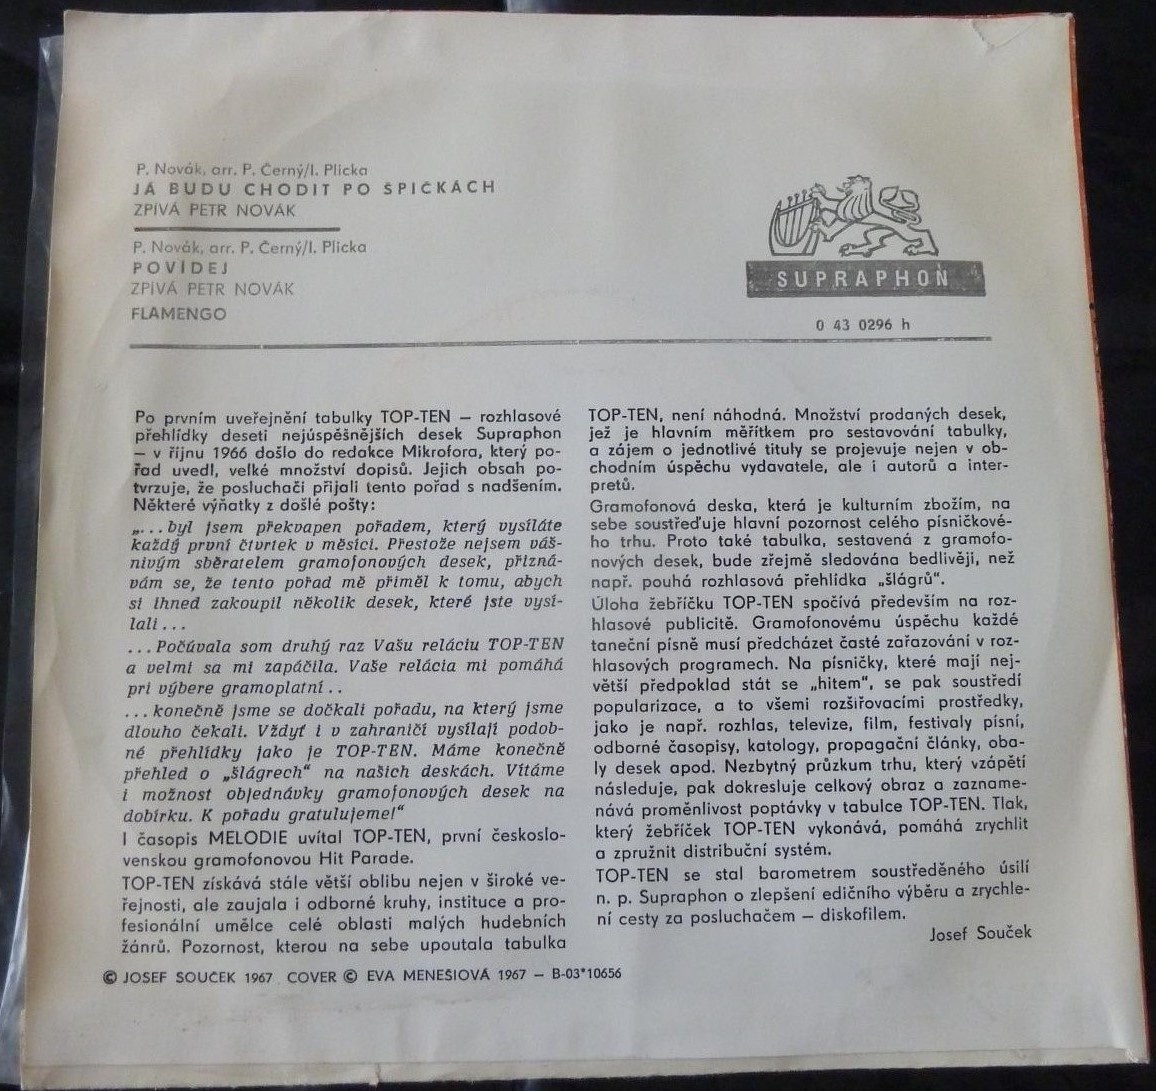 P. Novák, arr. P. Černý/I. Plicka
JÁ BUDU CHODIT PO ŠPIČKÁCH
ZPÍVÁ PETR NOVÁK
P. Novák, arr. P. Černý/I. Plicka
POVÍDEJ
ZPÍVÁ PETR NOVÁK
FLAMENGO
SUPRAPHON
0 43 0296 h
Po prvním uveřejnění tabulky TOP-TEN — rozhlasové
přehlídky deseti nejúspěšnějších desek Supraphon
— v říjnu 1966 došlo do redakce Mikrofora, který po-
řad uvedl, velké množství dopisů. Jejich obsah po-
tvrzuje, že posluchači přijali tento pořad s nadšením.
Některé výňatky z došlé pošty:
„...byl jsem překvapen pořadem, který vysíláte
každý první čtvrtek v měsíci. Přestože nejsem váš-
nivým sběratelem gramofonových desek, přizná-
vám se, že tento pořad mě přiměl k tomu, abych
si ihned zakoupil několik desek, které jste vysí-
lali ...
...Počúvala som druhý raz Vašu reláciu TOP-TEN
a velmi sa mi zapáčila. Vaše relácia mi pomáhá
pri výbere gramoplatní ..
...konečně jsme se dočkali pořadu, na který jsme
dlouho čekali. Vždyť i v zahraničí vysílají podob-
né přehlídky jako je TOP-TEN. Máme konečně
přehled o „šlágrech“ na našich deskách. Vítáme
i možnost objednávky gramofonových desek na
dobírku. K pořadu gratulujeme!“
I časopis MELODIE uvítal TOP-TEN, první českoslo-
venskou gramofonovou Hit Parade.
TOP-TEN získává stále větší oblibu nejen v široké ve-
řejnosti, ale zaujala i odborné kruhy, instituce a pro-
fesionální umělce celé oblasti malých hudebních
žánrů. Pozornost, kterou na sebe upoutala tabulka
TOP-TEN, není náhodná. Množství prodaných desek,
jež je hlavním měřítkem pro sestavování tabulky,
a zájem o jednotlivé tituly se projevuje nejen v ob-
chodním úspěchu vydavatele, ale i autorů a inter-
pretů.
Gramofonová deska, která je kulturním zbožím, na
sebe soustřeďuje hlavní pozornost celého písničkové-
ho trhu. Proto také tabulka, sestavená z gramofo-
nových desek, bude zřejmě sledována bedlivěji, než
např. pouhá rozhlasová přehlídka „šlágrů“.
Úloha žebříčku TOP-TEN spočívá především na roz-
hlasové publicitě. Gramofonovému úspěchu každé
taneční písně musí předcházet časté zařazování v roz-
hlasových programech. Na písničky, které mají nej-
větší předpoklad stát se „hitem“, se pak soustředí
popularizace, a to všemi rozšiřovacími prostředky,
jako je např. rozhlas, televize, film, festivaly písní,
odborné časopisy, katology, propagační články, oba-
ly desek apod. Nezbytný průzkum trhu, který vzápětí
následuje, pak dokresluje celkový obraz a zazname-
nává proměnlivost poptávky v tabulce TOP-TEN. Tlak,
který žebříček TOP-TEN vykonává, pomáhá zrychlit
a zpružnit distribuční systém.
TOP-TEN se stal barometrem soustředěného úsilí
n. p. Supraphon o zlepšení edičního výběru a zrychle-
ní cesty za posluchačem — diskofilem.
Josef Souček
© JOSEF SOUČEK 1967 COVER © EVA MENEŠIOVÁ 1967 — B-03*10656